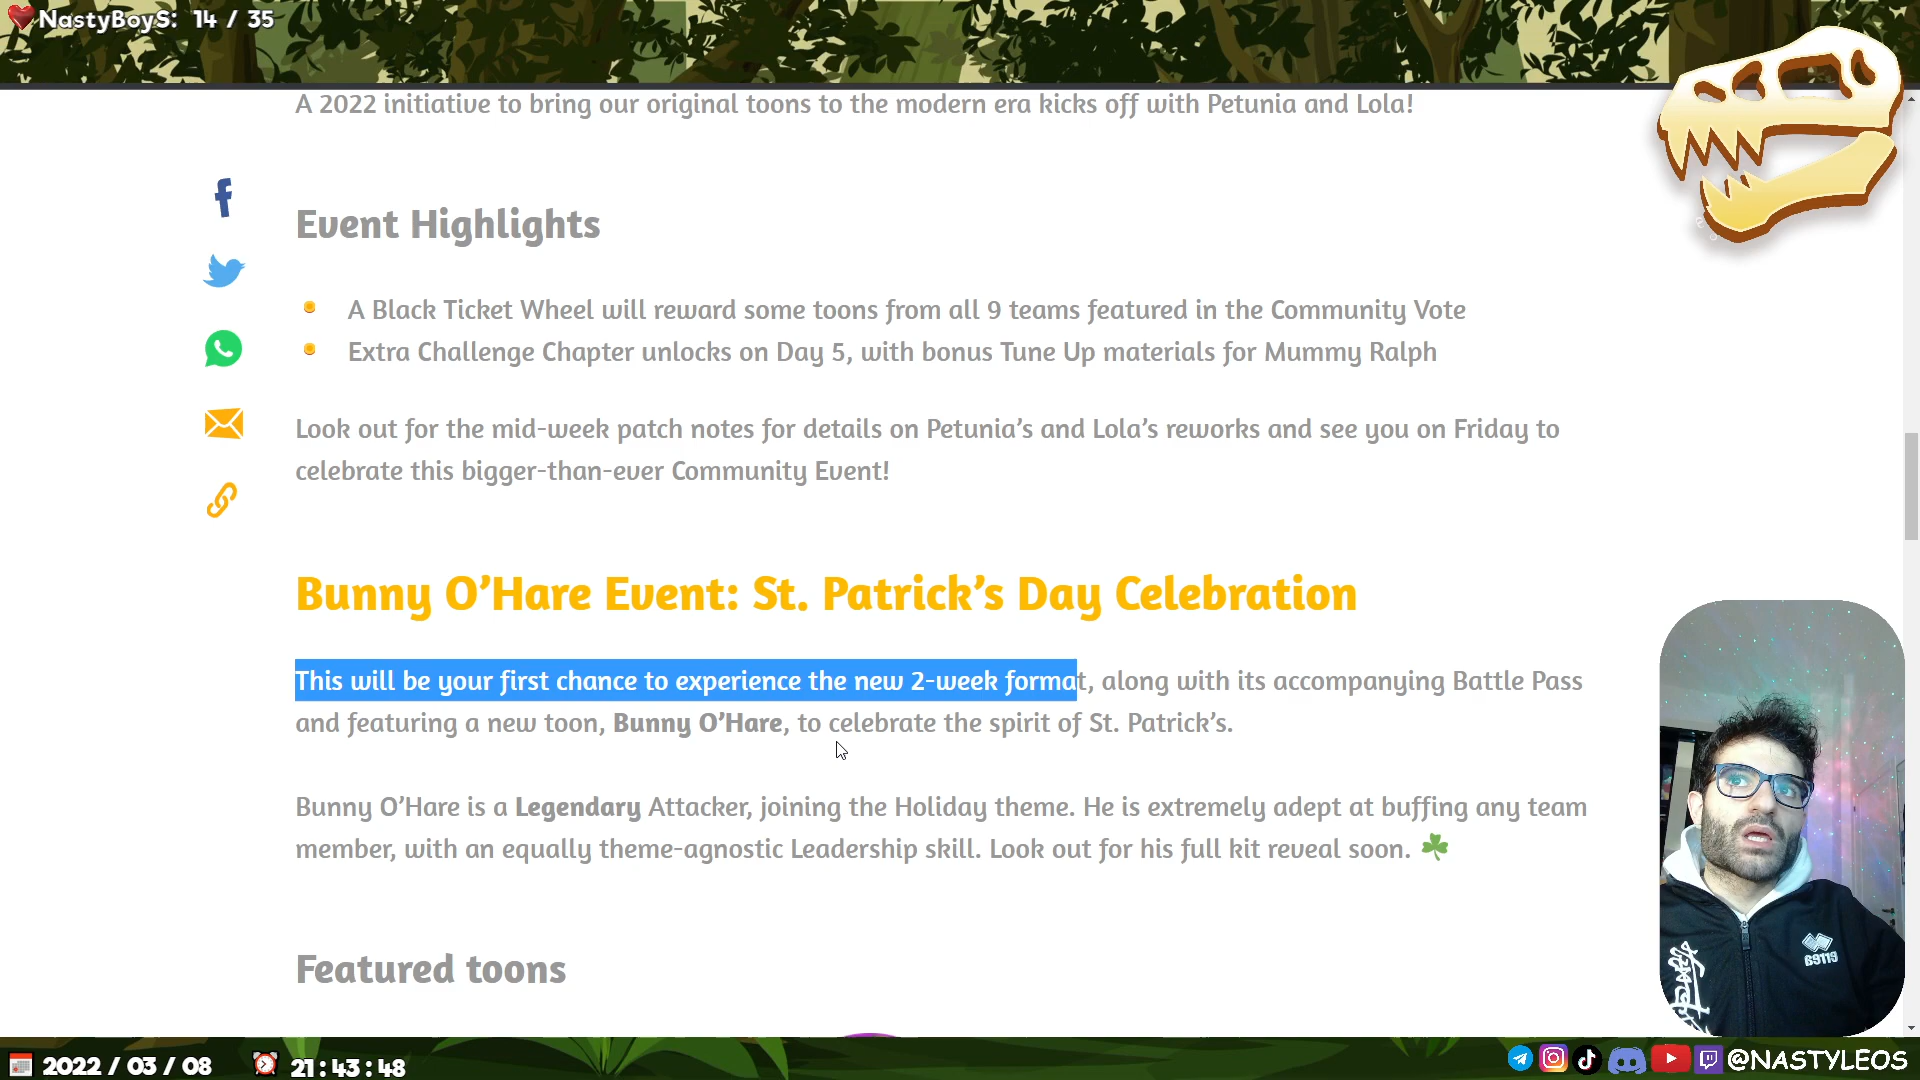 NastyBoyS: 14 / 35
A 2022 initiative to bring our original toons to the modern era kicks off with Petunia and Lola!
Event Highlights
A Black Ticket Wheel will reward some toons from all 9 teams featured in the Community Vote
Extra Challenge Chapter unlocks on Day 5, with bonus Tune Up materials for Mummy Ralph
Look out for the mid-week patch notes for details on Petunia’s and Lola’s reworks and see you on Friday to
celebrate this bigger-than-ever Community Event!
Bunny O’Hare Event: St. Patrick’s Day Celebration
This will be your first chance to experience the new 2-week format, along with its accompanying Battle Pass
and featuring a new toon, Bunny O’Hare, to celebrate the spirit of St. Patrick’s.
Bunny O’Hare is a Legendary Attacker, joining the Holiday theme. He is extremely adept at buffing any team
member, with an equally theme-agnostic Leadership skill. Look out for his full kit reveal soon.
Featured toons
2022 / 03 / 08 21:43:48 @NASTYLEOS